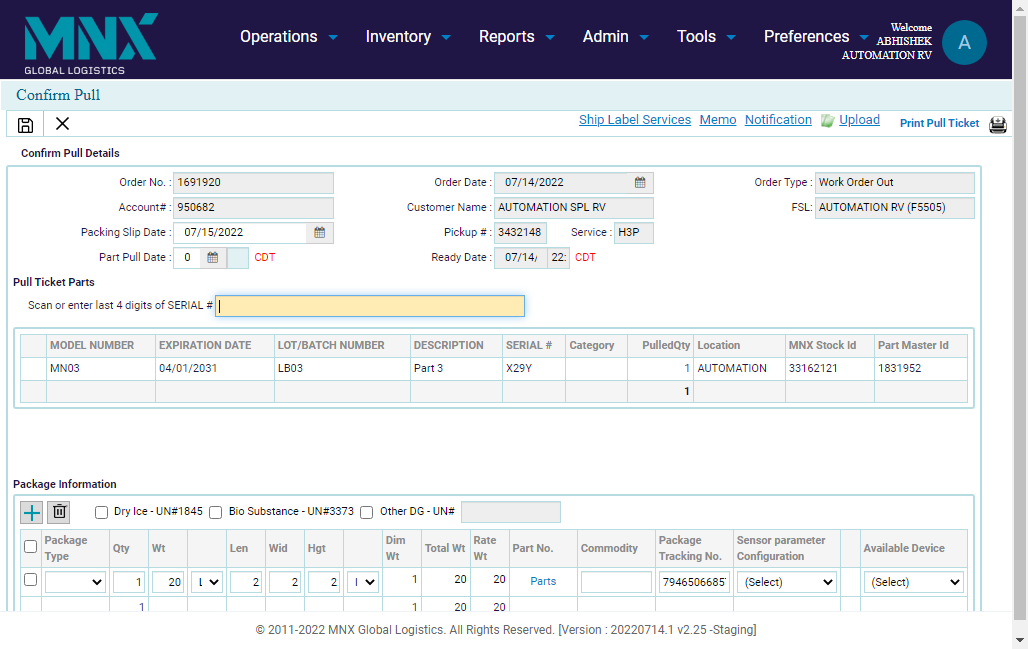 MNX
GLOBAL LOGISTICS
Operations Inventory Reports Admin Tools Preferences
Welcome
ABHISHEK
AUTOMATION RV
A
Confirm Pull
Ship Label Services Memo Notification Upload Print Pull Ticket
Confirm Pull Details
Order No. : 1691920 Order Date : 07/14/2022 Order Type : Work Order Out
Account# : 950682 Customer Name : AUTOMATION SPL RV FSL: AUTOMATION RV (F5505)
Packing Slip Date : 07/15/2022 Pickup # : 3432148 Service : H3P
Part Pull Date : 0 CDT Ready Date : 07/14/ 22: CDT
Pull Ticket Parts
Scan or enter last 4 digits of SERIAL #
MODEL NUMBER EXPIRATION DATE LOT/BATCH NUMBER DESCRIPTION SERIAL # Category PulledQty Location MNX Stock Id Part Master Id
MN03 04/01/2031 LB03 Part 3 X29Y 1 AUTOMATION 33162121 1831952
1
Package Information
Dry Ice - UN#1845 Bio Substance - UN#3373 Other DG - UN#
Package Type Qty Wt Len Wid Hgt Dim Wt Total Wt Rate Wt Part No. Commodity Package Tracking No. Sensor parameter Configuration Available Device
1 20 L 2 2 2 I 1 20 20 Parts 7946506685 (Select) (Select)
1 1 20 20
© 2011-2022 MNX Global Logistics. All Rights Reserved. [Version : 20220714.1 v2.25 -Staging]